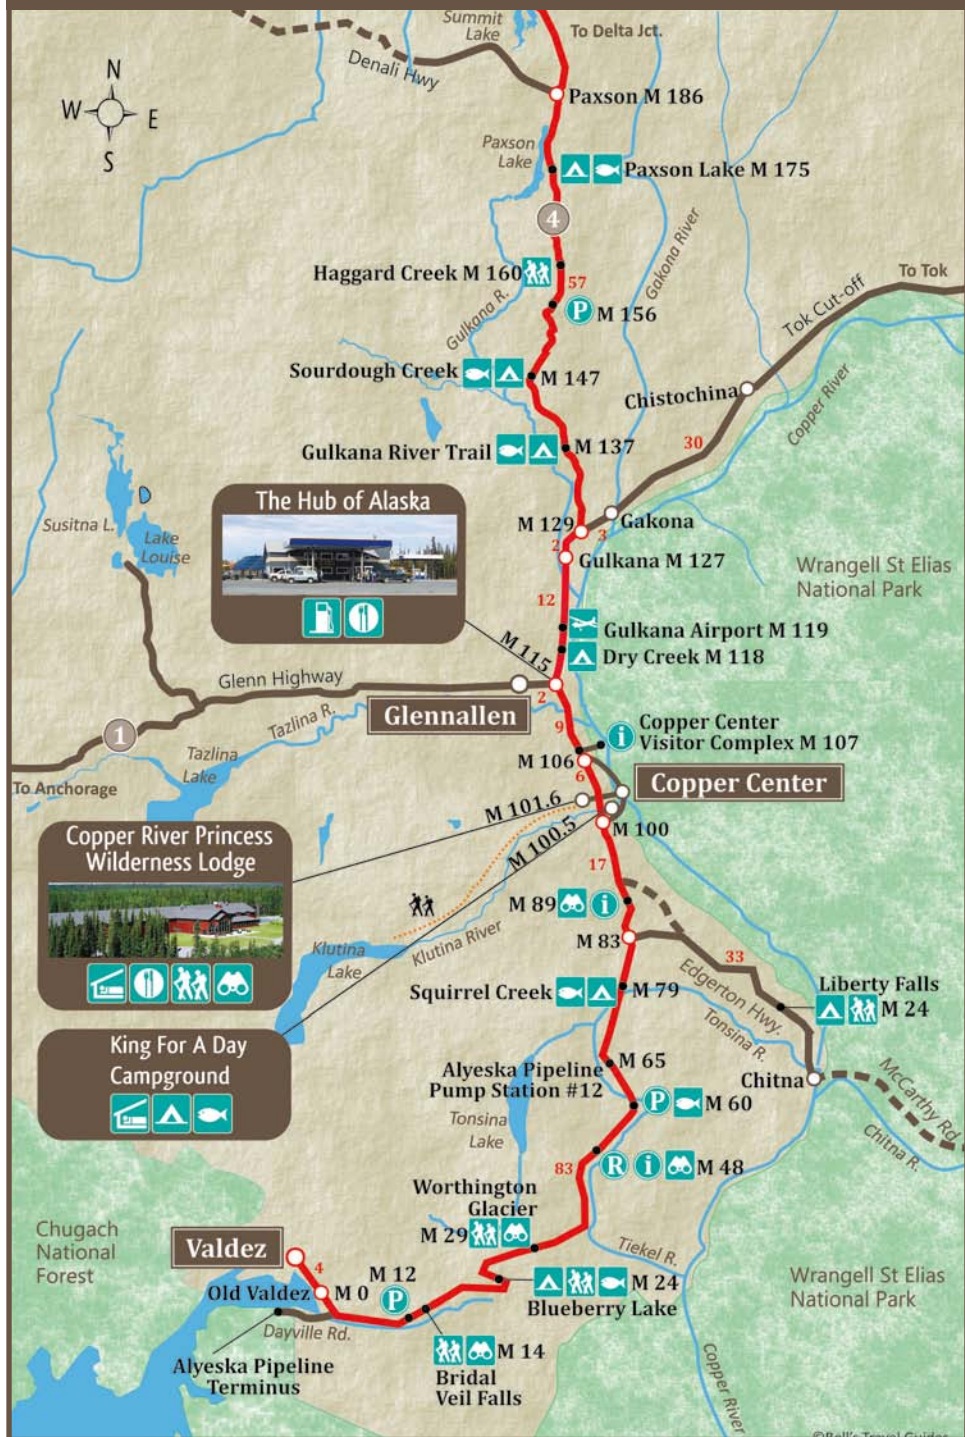 Summit
Lake
To Delta Jct.
Denali Hwy
N
W
E
S
Paxson M 186
Paxson
Lake
Paxson Lake M 175
4
Gakona River
Haggard Creek M 160
57
To Tok
Gulkana R.
P
M 156
Tok Cut-off
Sourdough Creek
M 147
Chistochina
Copper River
30
Gulkana River Trail
M 137
The Hub of Alaska
Susitna L.
Lake
Louise
M 129
Gakona
3
2
Gulkana M 127
Wrangell St Elias
National Park
12
Gulkana Airport M 119
M 115
Dry Creek M 118
Glenn Highway
2
Glennallen
Tazlina R.
9
1
Copper Center
Visitor Complex M 107
i
Tazlina
Lake
M 106
6
To Anchorage
Copper Center
M 101.6
M 100.5
M 100
Copper River Princess
Wilderness Lodge
17
M 89
i
Klutina
Lake
Klutina River
M 83
33
Edgerton Hwy.
Squirrel Creek
M 79
Liberty Falls
M 24
Tonsina R.
King For A Day
Campground
M 65
Alyeska Pipeline
Pump Station #12
Chitna
McCarthy Rd
P
M 60
Tonsina
Lake
Chitna R.
83
R
i
M 48
Worthington
Glacier
M 29
Chugach
National
Forest
Valdez
4
Tiekel R.
M 12
P
M 24
Blueberry Lake
Wrangell St Elias
National Park
Old Valdez
M 0
Dayville Rd.
Alyeska Pipeline
Terminus
M 14
Bridal
Veil Falls
Copper River
©Bell's Travel Guides